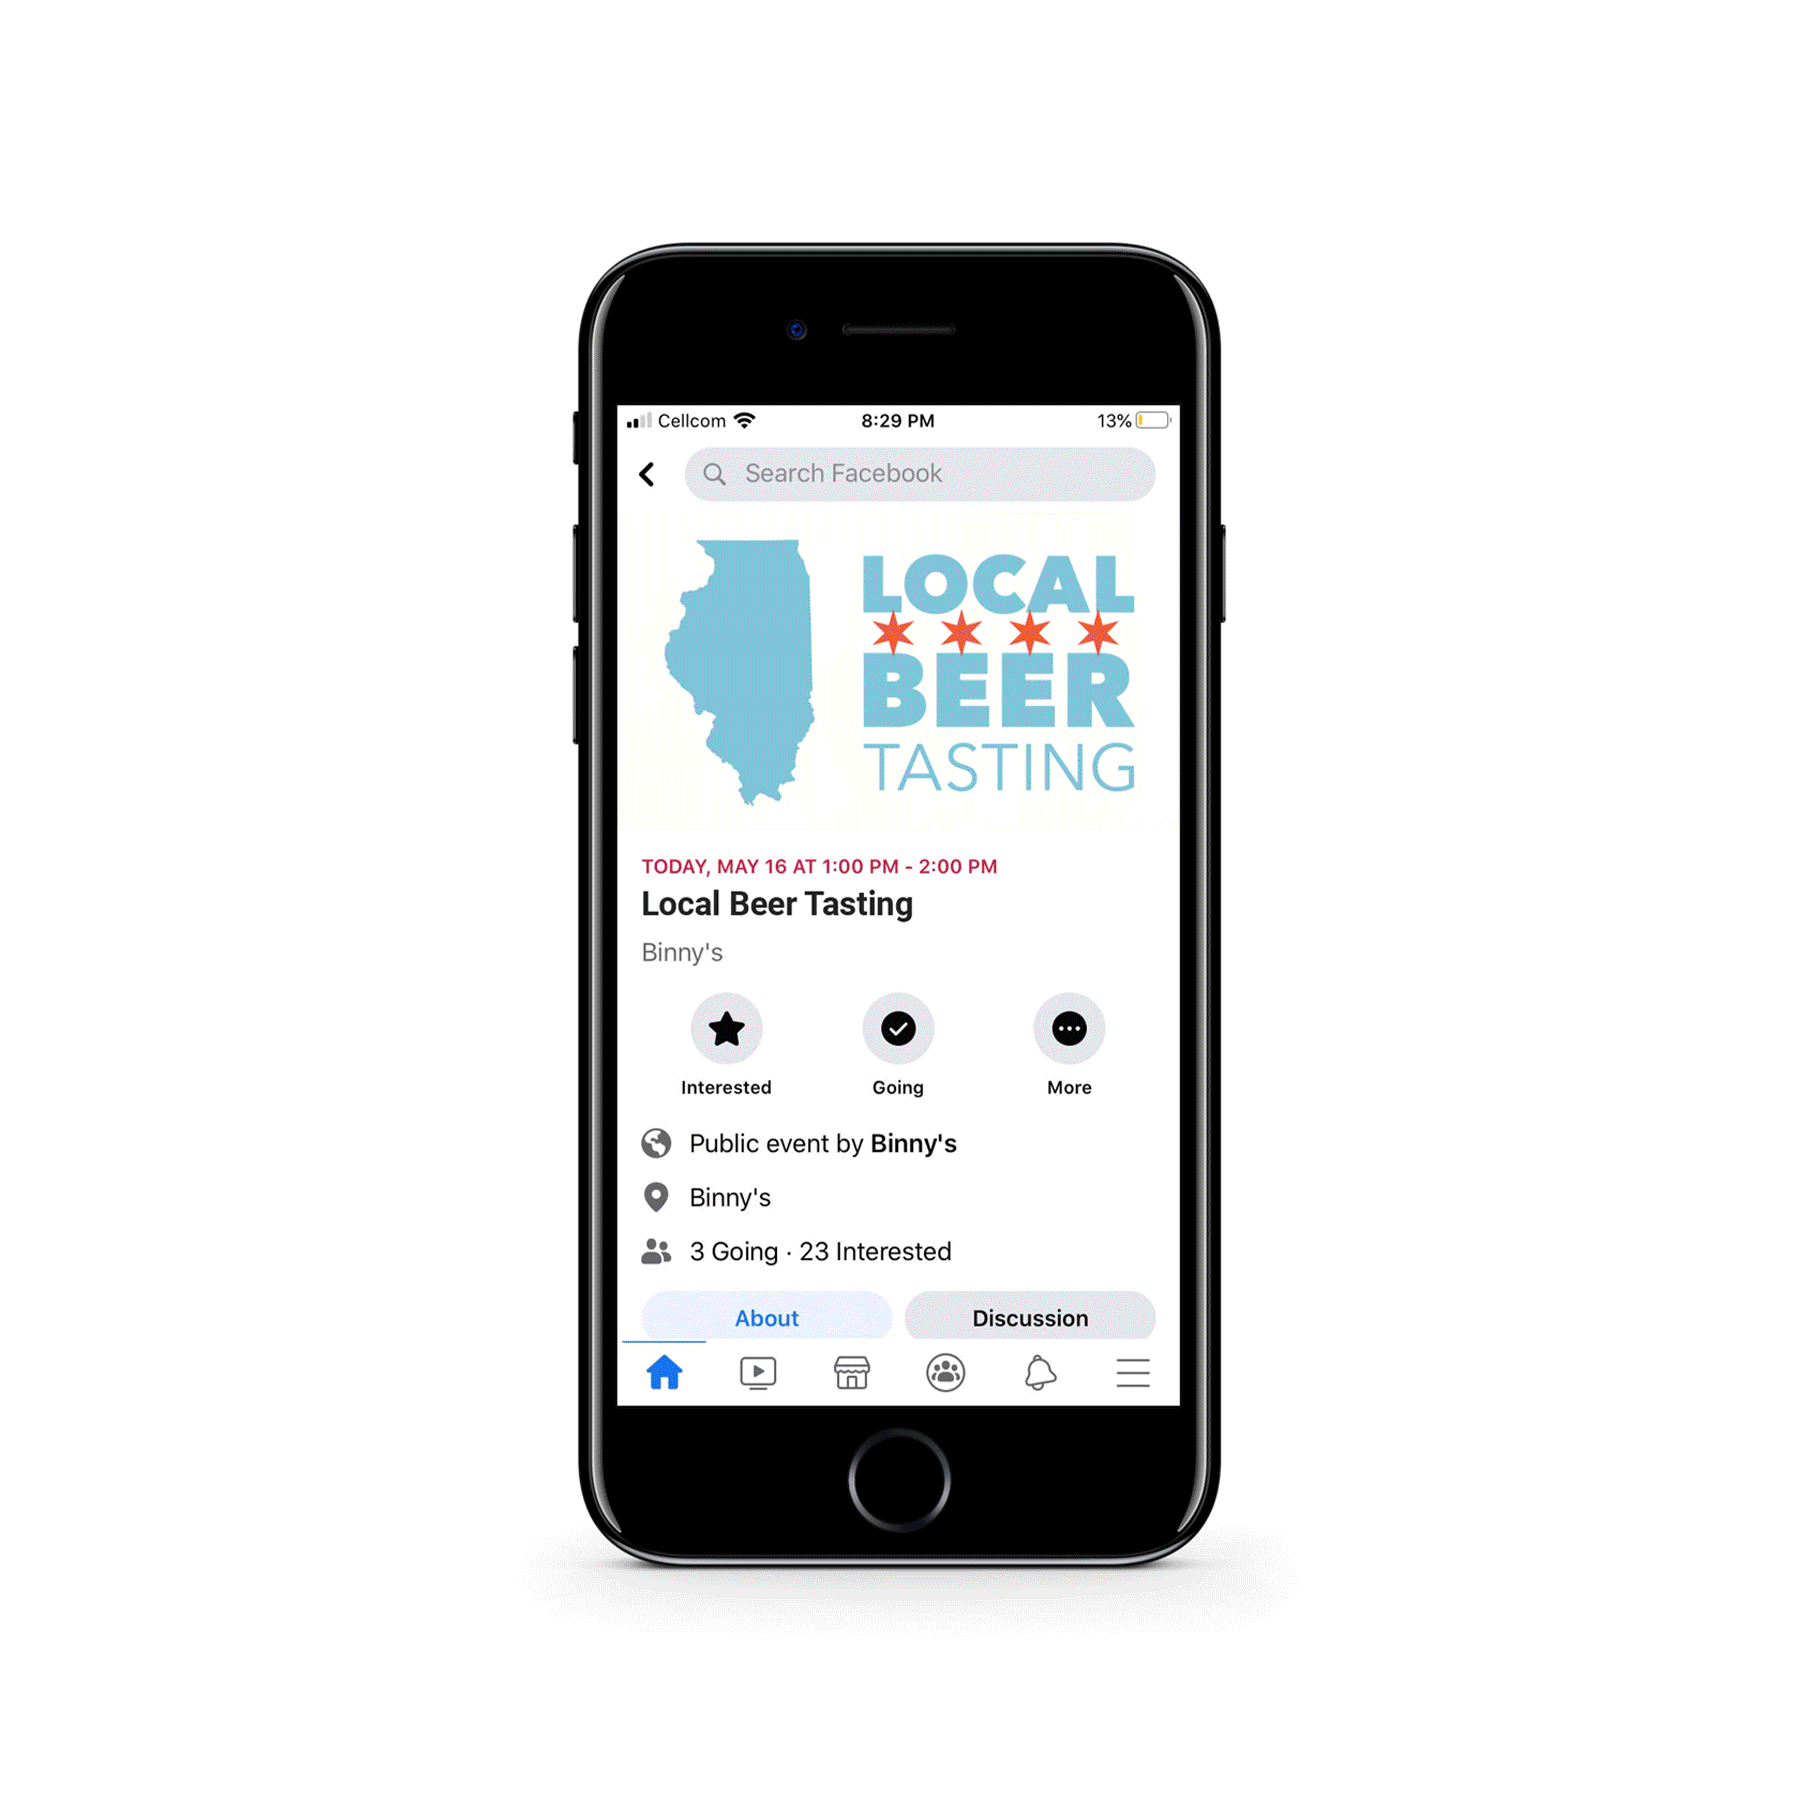 Cellcom 8:29 PM 13%
Search Facebook
LOCAL
BEER
TASTING
TODAY, MAY 16 AT 1:00 PM - 2:00 PM
Local Beer Tasting
Binny's
Interested Going More
Public event by Binny's
Binny's
3 Going · 23 Interested
About Discussion